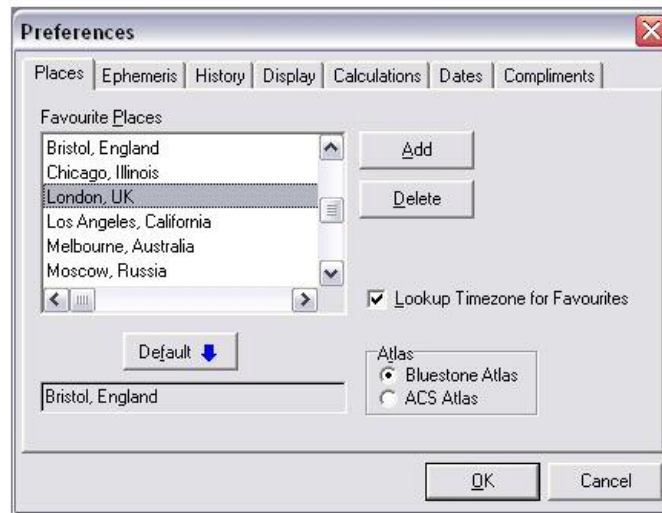 Preferences
Places Ephemeris History Display Calculations Dates Compliments
Favourite Places
Bristol, England
Chicago, Illinois
London, UK
Los Angeles, California
Melbourne, Australia
Moscow, Russia
Add
Delete
Lookup Timezone for Favourites
Default
Bristol, England
Atlas
Bluestone Atlas
ACS Atlas
OK Cancel